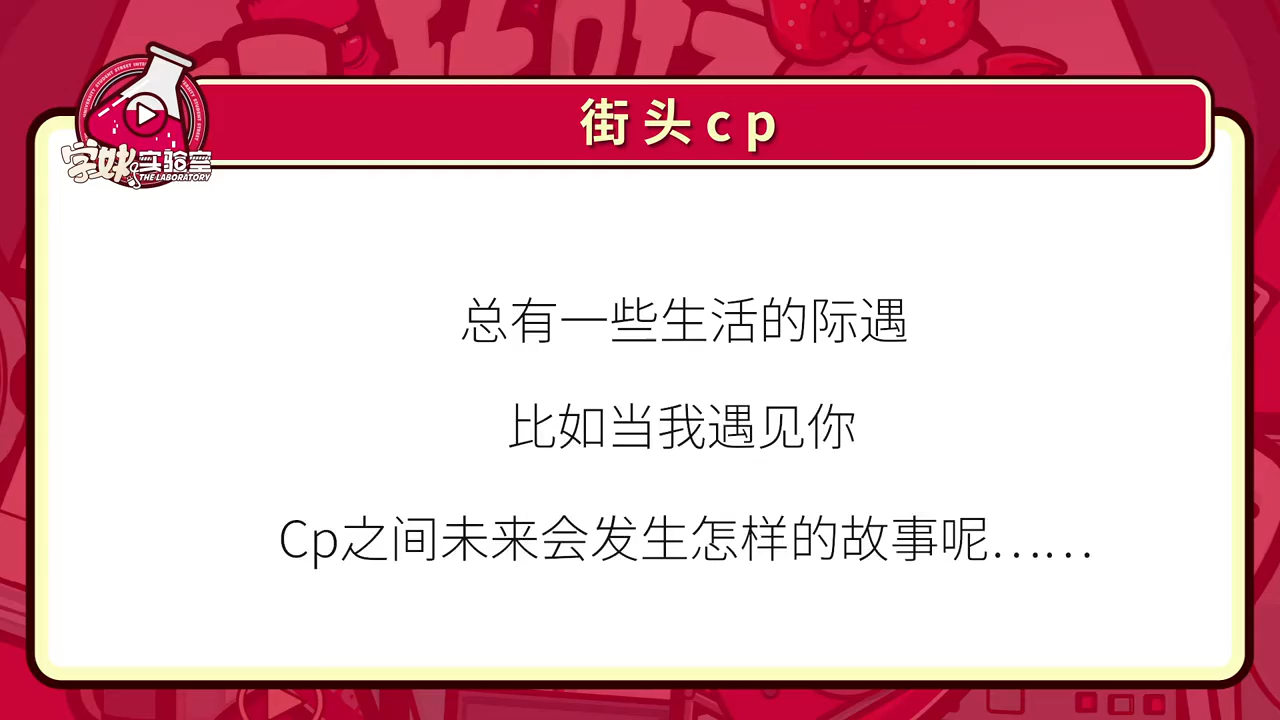 街头cp
学妹实验室
THE LABORATORY
总有一些生活的际遇
比如当我遇见你
Cp之间未来会发生怎样的故事呢……